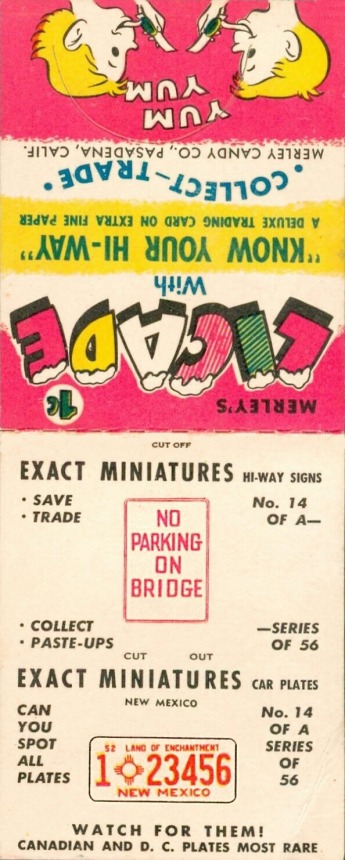 MERLEY'S
1¢
LICADE
With
"KNOW YOUR HI-WAY"
A DELUXE TRADING CARD ON EXTRA FINE PAPER
• COLLECT-TRADE •
MERLEY CANDY CO., PASADENA, CALIF.
YUM
YUM
CUT OFF
EXACT MINIATURES HI-WAY SIGNS
• SAVE
• TRADE
No. 14
OF A—
NO
PARKING
ON
BRIDGE
• COLLECT
• PASTE-UPS
—SERIES
OF 56
CUT OUT
EXACT MINIATURES CAR PLATES
NEW MEXICO
CAN
YOU
SPOT
ALL
PLATES
No. 14
OF A
SERIES
OF
56
52 LAND OF ENCHANTMENT
1 23456
NEW MEXICO
WATCH FOR THEM!
CANADIAN AND D. C. PLATES MOST RARE